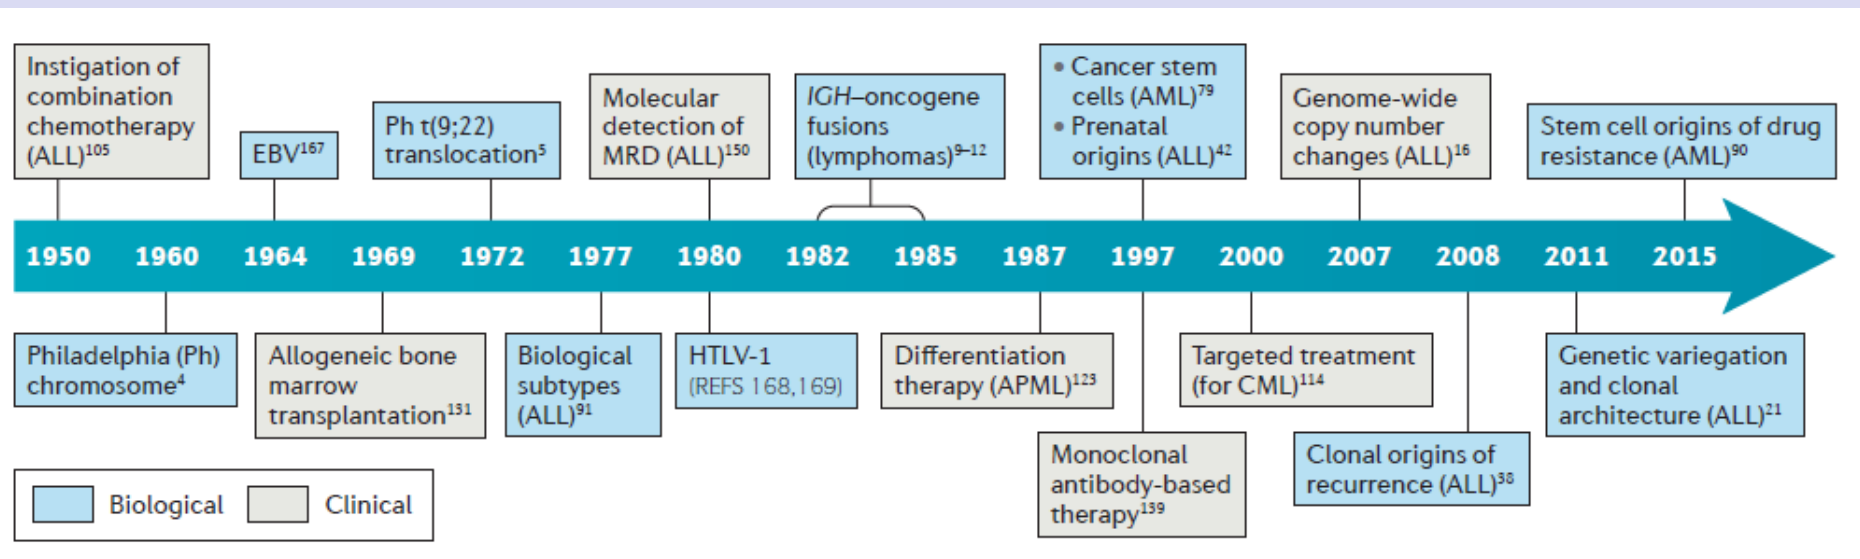 Instigation of
combination
chemotherapy
(ALL)105
EBV167
Ph t(9;22)
translocation5
Molecular
detection of
MRD (ALL)150
IGH–oncogene
fusions
(lymphomas)9–12
• Cancer stem
cells (AML)79
• Prenatal
origins (ALL)42
Genome-wide
copy number
changes (ALL)16
Stem cell origins of drug
resistance (AML)90
1950 1960 1964 1969 1972 1977 1980 1982 1985 1987 1997 2000 2007 2008 2011 2015
Philadelphia (Ph)
chromosome4
Allogeneic bone
marrow
transplantation131
Biological
subtypes
(ALL)91
HTLV-1
(REFS 168,169)
Differentiation
therapy (APML)123
Monoclonal
antibody-based
therapy139
Targeted treatment
(for CML)114
Clonal origins of
recurrence (ALL)38
Genetic variegation
and clonal
architecture (ALL)21
Biological
Clinical